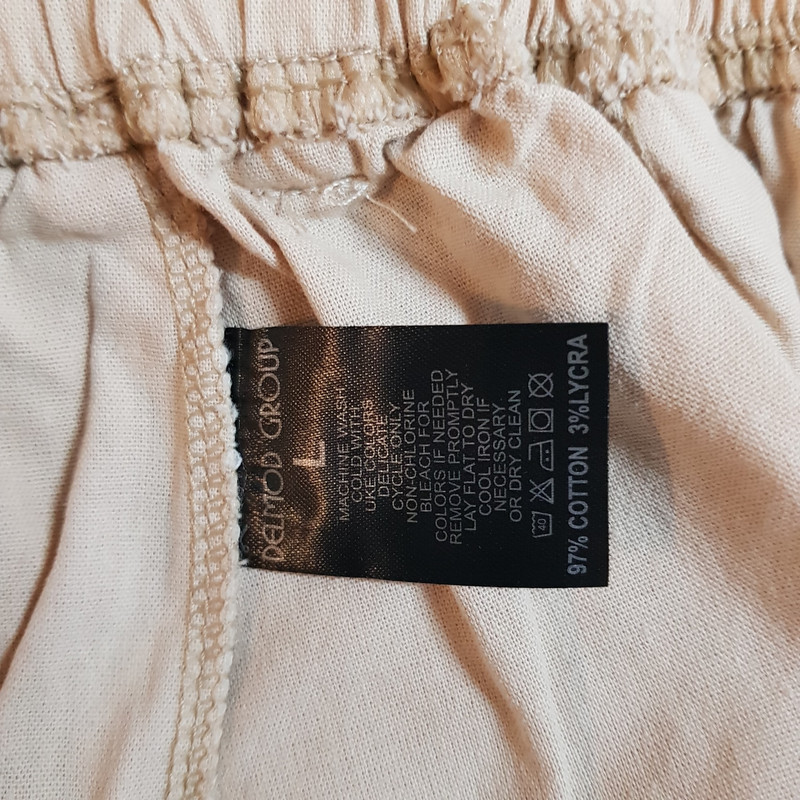 DELMOD GROUP
L
MACHINE WASH
COLD WITH
UKE COLORS
DELICATE
CYCLE ONLY
NON-CHLORINE
BLEACH FOR
COLORS IF NEEDED
REMOVE PROMPTLY
LAY FLAT TO DRY
COOL IRON IF
NECESSARY.
OR DRY CLEAN
40
97% COTTON 3%LYCRA